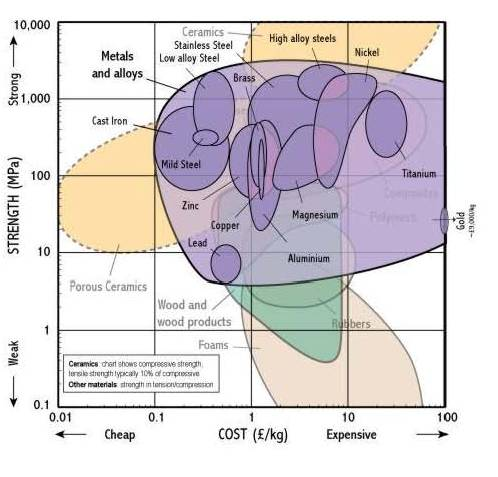 10,000
Ceramics
High alloy steels
Stainless Steel
Low alloy Steel
Nickel
Metals
and alloys
Brass
Strong
1,000
Cast Iron
Mild Steel
STRENGTH (MPa)
100
Titanium
Composites
Zinc
Magnesium
Polymers
Copper
Gold
Lead
Aluminium
10
Porous Ceramics
Wood and
wood products
Rubbers
1
Foams
Weak
Ceramics chart shows compressive strength,
tensile strength typically 10% of compressive
Other materials strength in tension/compression
0.1
0.01
0.1
1
10
100
Cheap
COST (£/kg)
Expensive